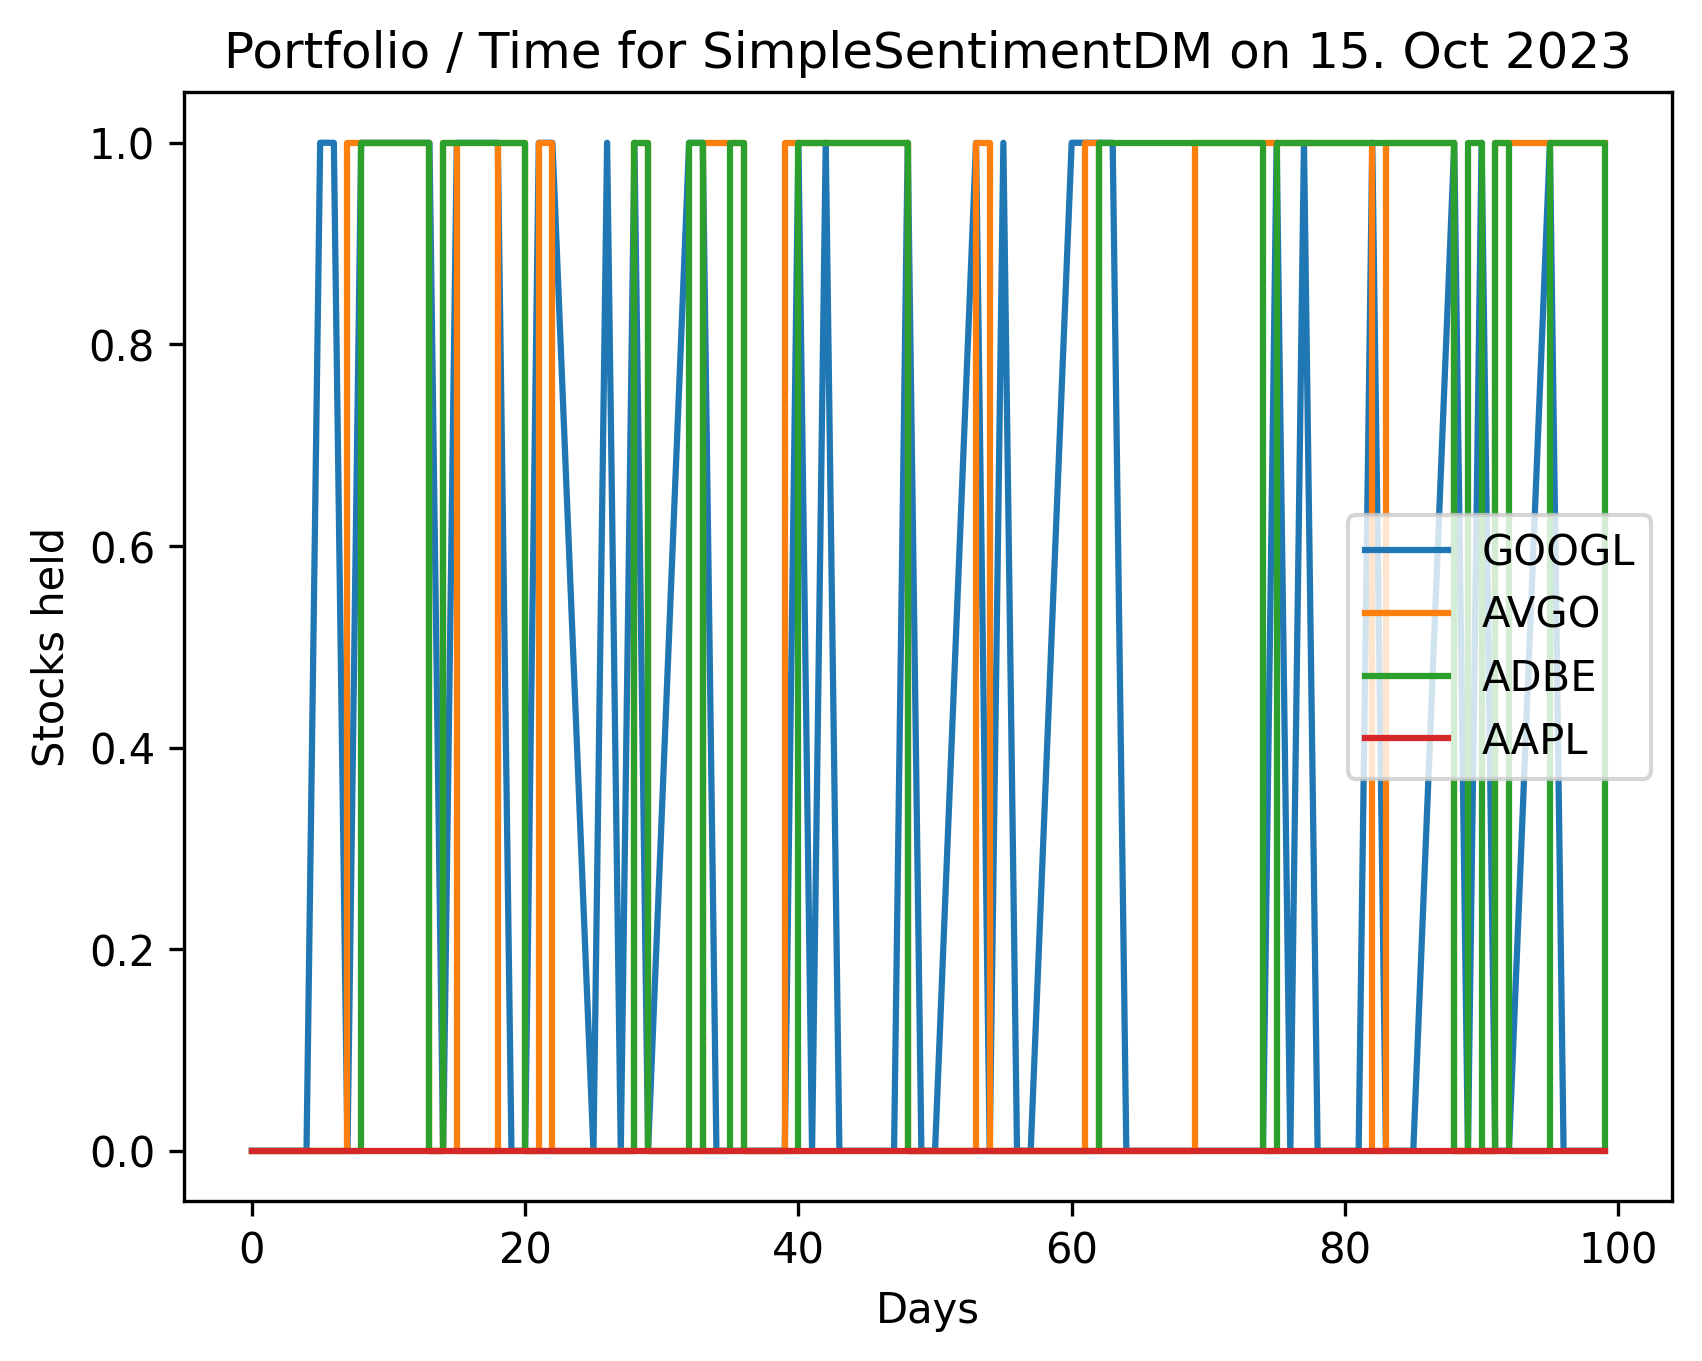 Portfolio / Time for SimpleSentimentDM on 15. Oct 2023
1.0
0.8
0.6
0.4
0.2
0.0
Stocks held
GOOGL
AVGO
ADBE
AAPL
0 20 40 60 80 100
Days